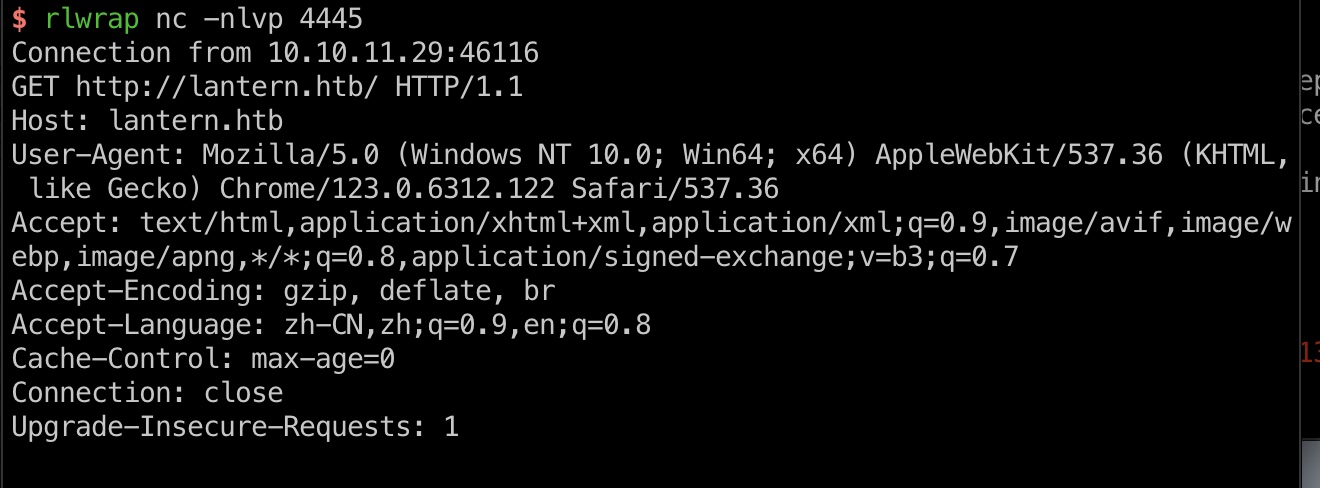 $ rlwrap nc -nlvp 4445
Connection from 10.10.11.29:46116
GET http://lantern.htb/ HTTP/1.1
Host: lantern.htb
User-Agent: Mozilla/5.0 (Windows NT 10.0; Win64; x64) AppleWebKit/537.36 (KHTML,
 like Gecko) Chrome/123.0.6312.122 Safari/537.36
Accept: text/html,application/xhtml+xml,application/xml;q=0.9,image/avif,image/w
ebp,image/apng,*/*;q=0.8,application/signed-exchange;v=b3;q=0.7
Accept-Encoding: gzip, deflate, br
Accept-Language: zh-CN,zh;q=0.9,en;q=0.8
Cache-Control: max-age=0
Connection: close
Upgrade-Insecure-Requests: 1